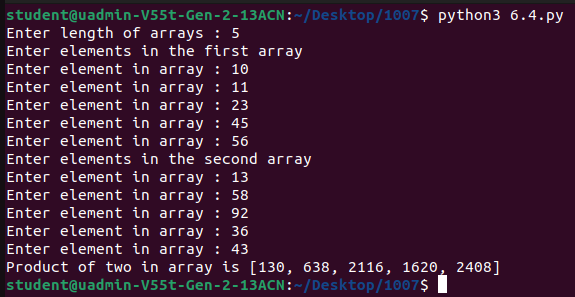 student@uadmin-V55t-Gen-2-13ACN:~/Desktop/1007$ python3 6.4.py
Enter length of arrays : 5
Enter elements in the first array
Enter element in array : 10
Enter element in array : 11
Enter element in array : 23
Enter element in array : 45
Enter element in array : 56
Enter elements in the second array
Enter element in array : 13
Enter element in array : 58
Enter element in array : 92
Enter element in array : 36
Enter element in array : 43
Product of two in array is [130, 638, 2116, 1620, 2408]
student@uadmin-V55t-Gen-2-13ACN:~/Desktop/1007$